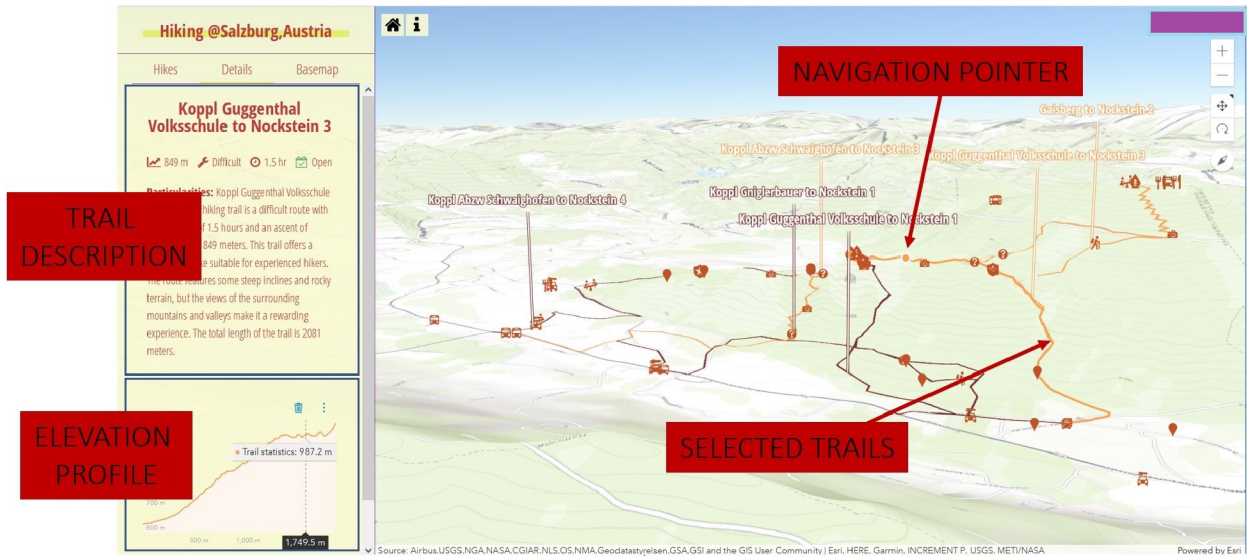 Hiking @Salzburg,Austria
Hikes Details Basemap
Koppl Guggenthal
Volksschule to Nockstein 3
849 m Difficult 1.5 hr Open
Particularities: Koppl Guggenthal Volksschule
hiking trail is a difficult route with
of 1.5 hours and an ascent of
849 meters. This trail offers a
suitable for experienced hikers.
The route features some steep inclines and rocky
terrain, but the views of the surrounding
mountains and valleys make it a rewarding
experience. The total length of the trail is 2081
meters.
TRAIL
DESCRIPTION
ELEVATION
PROFILE
Trail statistics: 987.2 m
700 m
600 m
500 m 1,000 m 1,749.5 m
i
NAVIGATION POINTER
Gaisberg to Nockstein 2
Koppl Abzw Schwaighofen to Nockstein 3
Koppl Guggenthal Volksschule to Nockstein 3
Koppl Gniglerbauer to Nockstein 1
Koppl Abzw Schwaighofen to Nockstein 4
Koppl Guggenthal Volksschule to Nockstein 1
SELECTED TRAILS
Source: Airbus,USGS,NGA,NASA,CGIAR,NLS,OS,NMA,Geodatastyrelsen,GSA,GSI and the GIS User Community | Esri, HERE, Garmin, INCREMENT P, USGS, METI/NASA
Powered by Esri